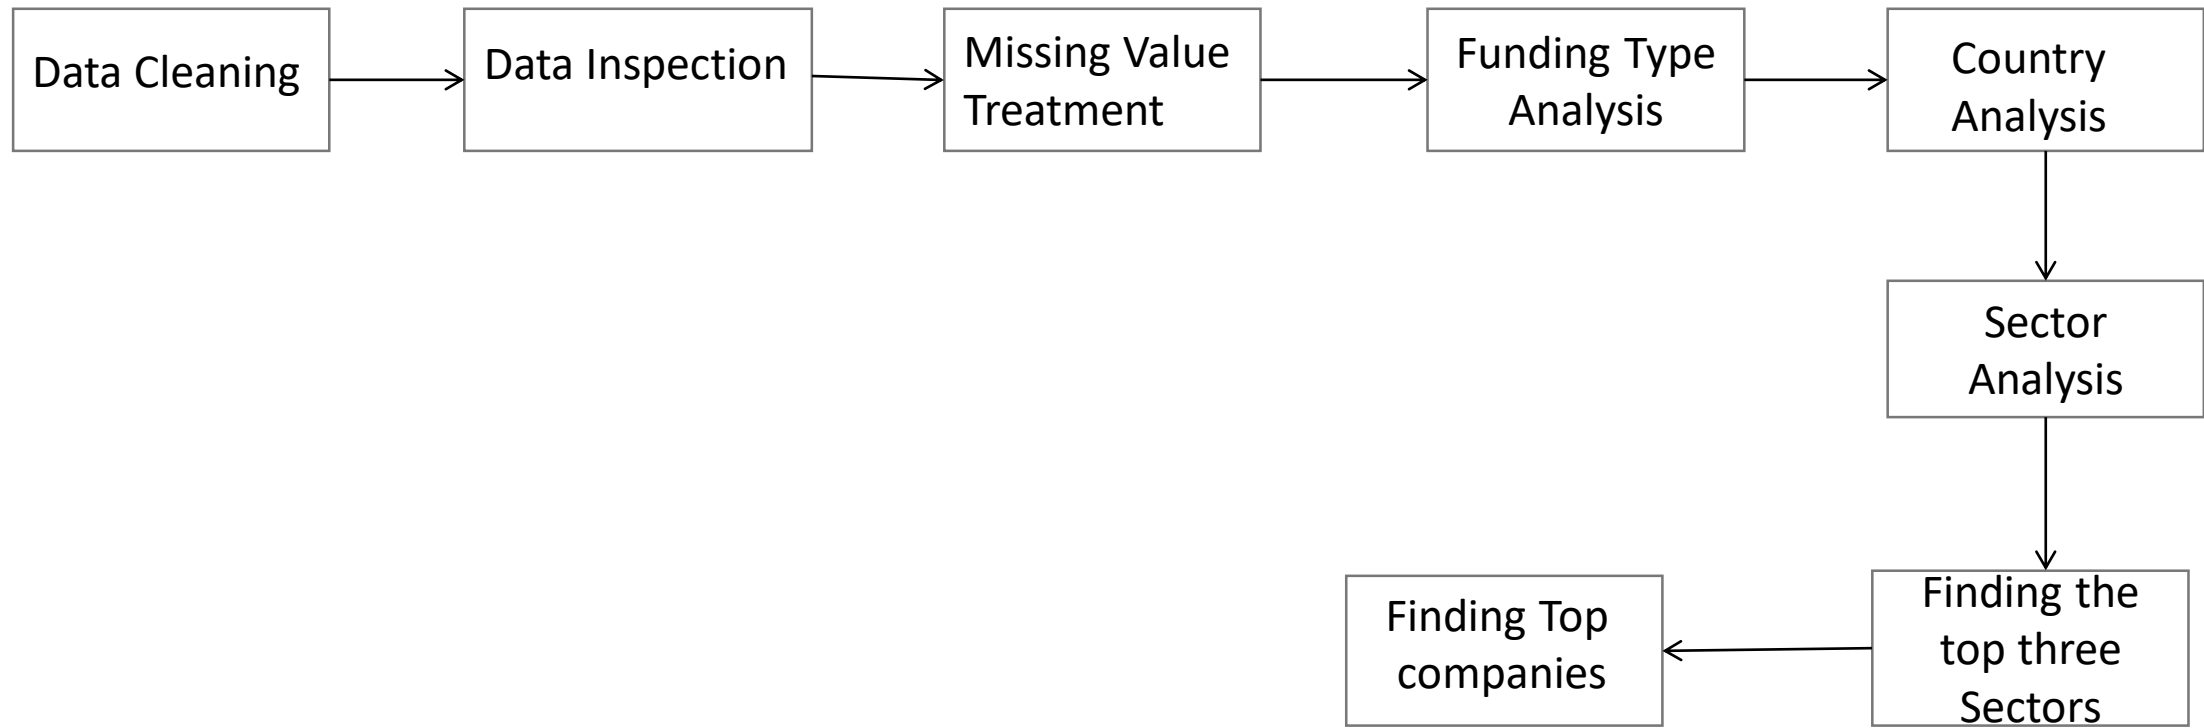 Data Cleaning
Data Inspection
Missing Value
Treatment
Funding Type
Analysis
Country
Analysis
Sector
Analysis
Finding the
top three
Sectors
Finding Top
companies